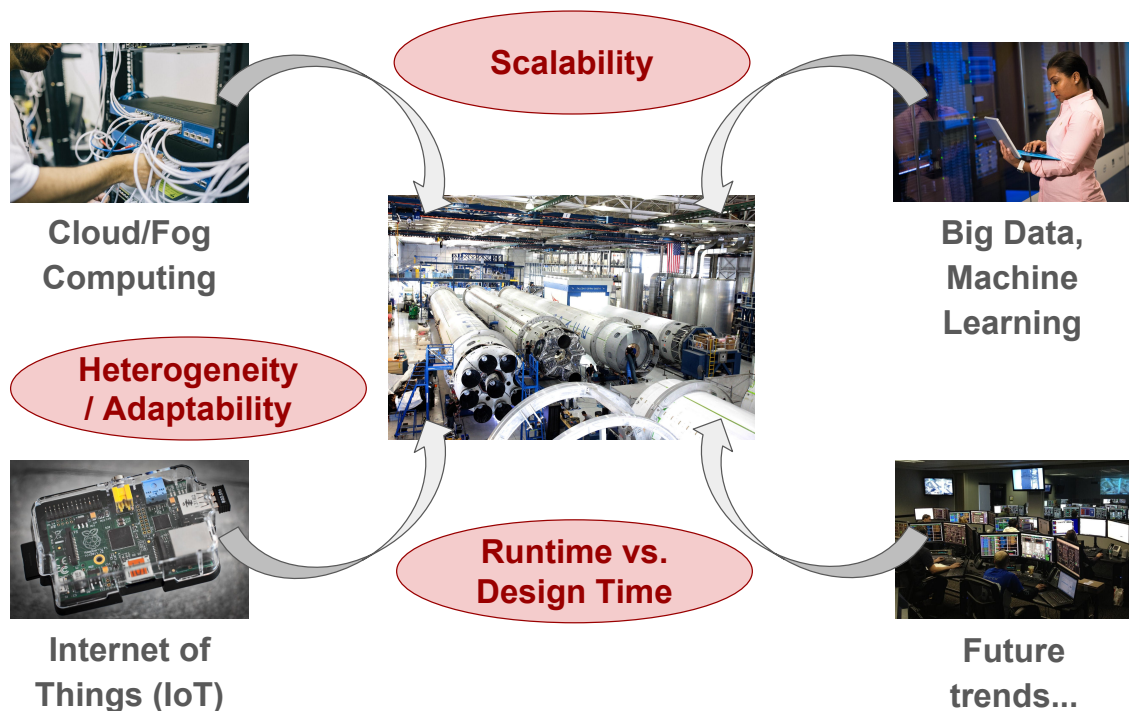 Scalability
Cloud/Fog
Computing
Big Data,
Machine
Learning
Heterogeneity
/ Adaptability
Runtime vs.
Design Time
Internet of
Things (IoT)
Future
trends...